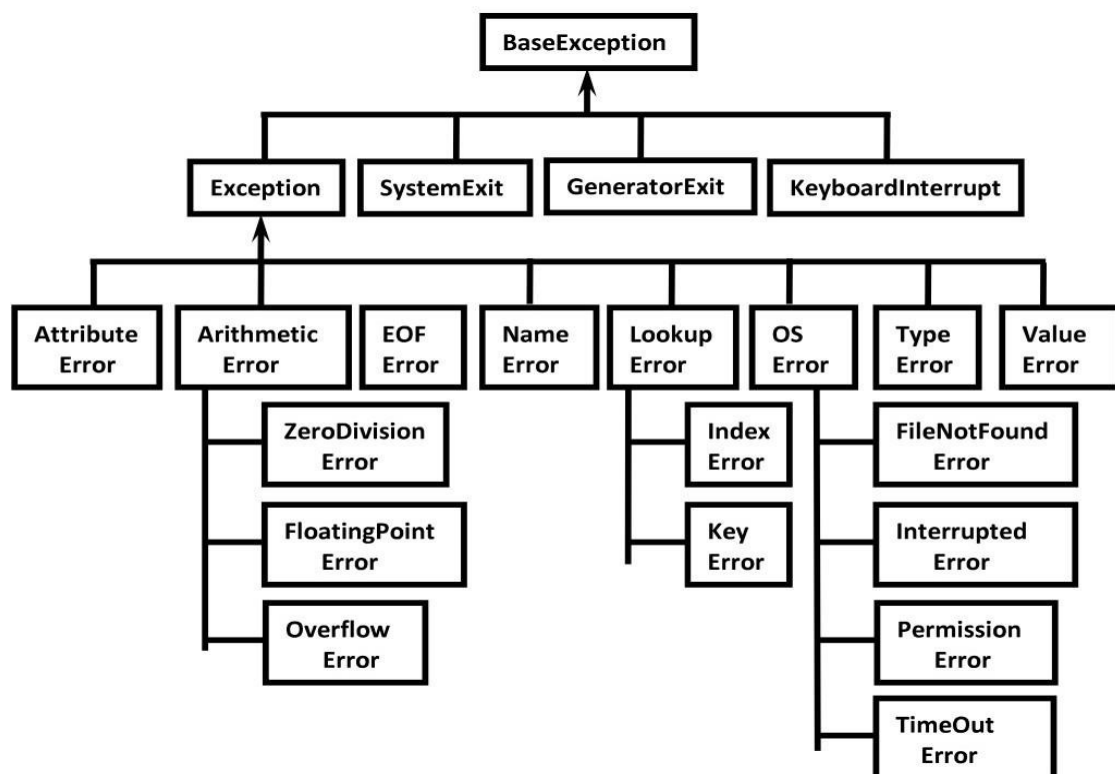 BaseException
Exception
SystemExit
GeneratorExit
KeyboardInterrupt
Attribute
Error
Arithmetic
Error
EOF
Error
Name
Error
Lookup
Error
OS
Error
Type
Error
Value
Error
ZeroDivision
Error
FloatingPoint
Error
Overflow
Error
Index
Error
Key
Error
FileNotFound
Error
Interrupted
Error
Permission
Error
TimeOut
Error